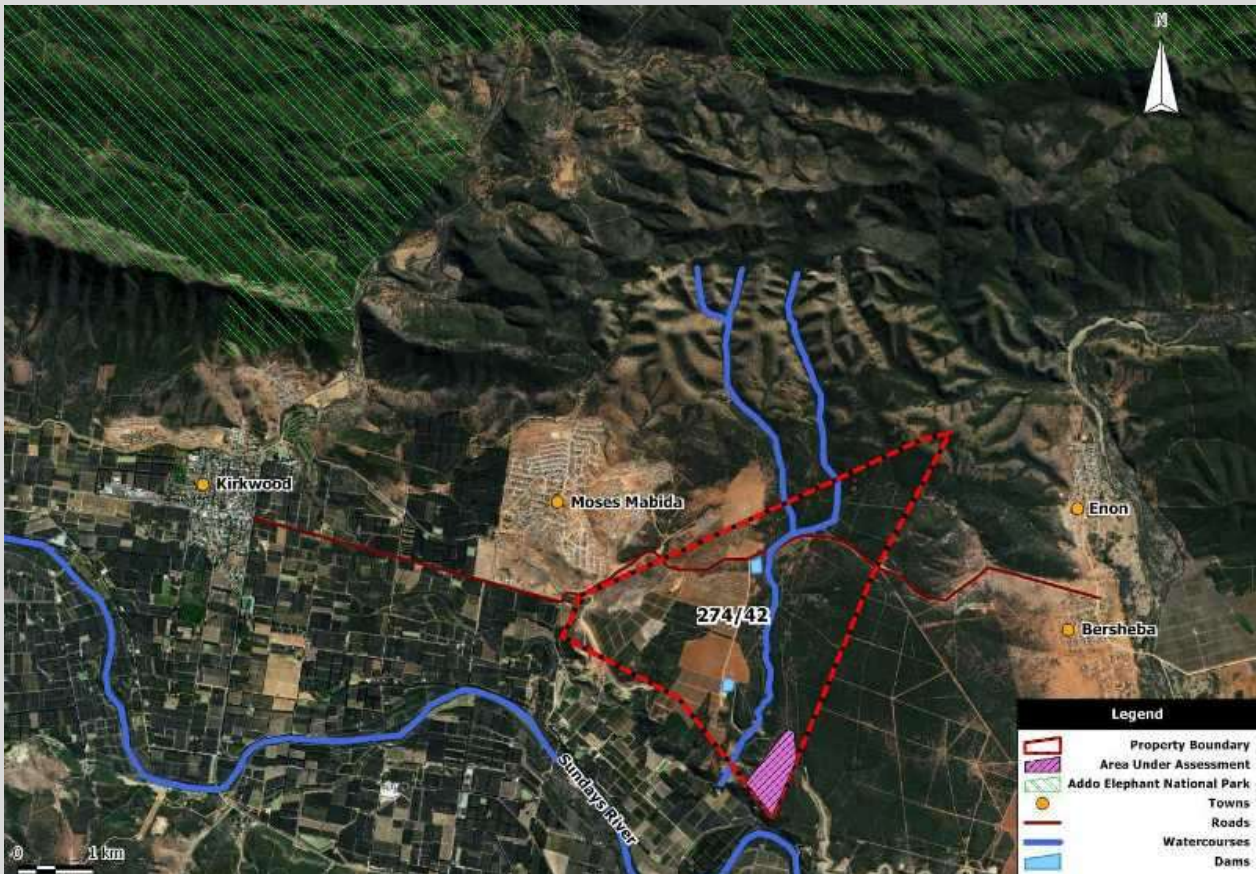 N
Kirkwood
Moses Mabida
Enon
274/42
Bersheba
Sundays River
0 1 km
Legend
Property Boundary
Area Under Assessment
Addo Elephant National Park
Towns
Roads
Watercourses
Dams